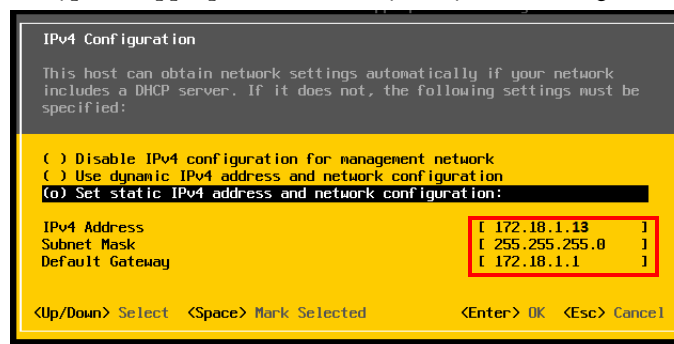 IPv4 Configuration
This host can obtain network settings automatically if your network
includes a DHCP server. If it does not, the following settings must be
specified:
( ) Disable IPv4 configuration for management network
( ) Use dynamic IPv4 address and network configuration
(o) Set static IPv4 address and network configuration:
IPv4 Address [ 172.18.1.13 ]
Subnet Mask [ 255.255.255.0 ]
Default Gateway [ 172.18.1.1 ]
<Up/Down> Select <Space> Mark Selected <Enter> OK <Esc> Cancel